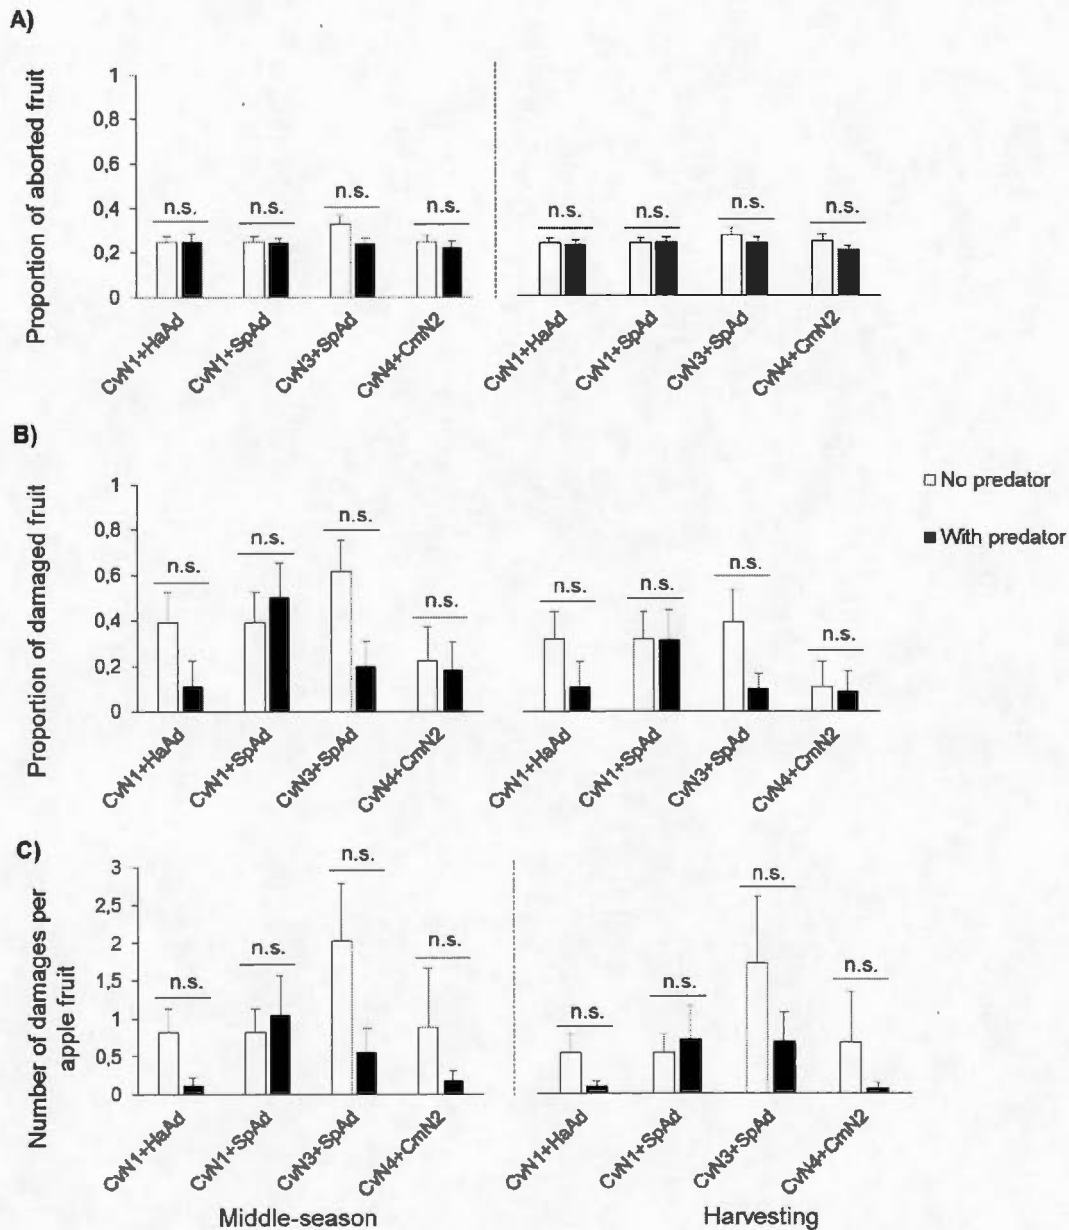 A)
Proportion of aborted fruit
1
0,8
0,6
0,4
0,2
0
n.s.
n.s.
n.s.
n.s.
n.s.
n.s.
n.s.
n.s.
CvN1+HaAd
CvN1+SpAd
CvN3+SpAd
CvN4+CmN2
CvN1+HaAd
CvN1+SpAd
CvN3+SpAd
CvN4+CmN2
B)
Proportion of damaged fruit
1
0,8
0,6
0,4
0,2
0
n.s.
n.s.
n.s.
n.s.
n.s.
n.s.
n.s.
n.s.
CvN1+HaAd
CvN1+SpAd
CvN3+SpAd
CvN4+CmN2
CvN1+HaAd
CvN1+SpAd
CvN3+SpAd
CvN4+CmN2
No predator
With predator
C)
Number of damages per
apple fruit
3
2,5
2
1,5
1
0,5
0
n.s.
n.s.
n.s.
n.s.
n.s.
n.s.
n.s.
n.s.
CvN1+HaAd
CvN1+SpAd
CvN3+SpAd
CvN4+CmN2
CvN1+HaAd
CvN1+SpAd
CvN3+SpAd
CvN4+CmN2
Middle-season
Harvesting